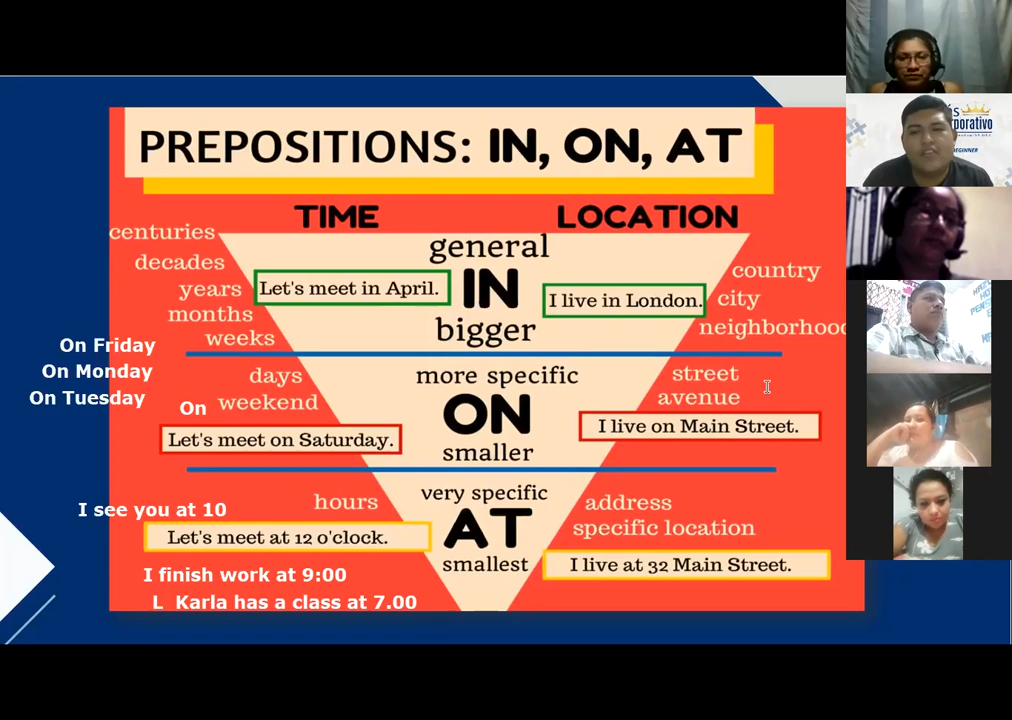 PREPOSITIONS: IN, ON, AT
TIME
LOCATION
centuries
decades
years
months
weeks
general
IN
bigger
Let's meet in April.
I live in London.
country
city
neighborhood
On Friday
On Monday
On Tuesday
days
On weekend
Let's meet on Saturday.
more specific
ON
smaller
street
avenue
I live on Main Street.
hours
I see you at 10
Let's meet at 12 o'clock.
I finish work at 9:00
L Karla has a class at 7.00
very specific
AT
smallest
address
specific location
I live at 32 Main Street.